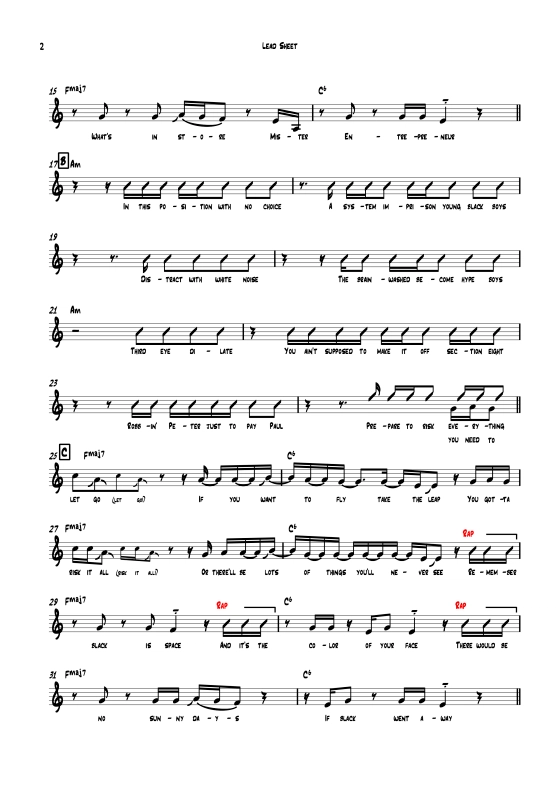 2
Lead Sheet
15 Fmaj7 C6
What's in st - o - re Mis - ter En - tre - pre - neur
17 B Am
In this po - si - tion with no choice A sys - tem im - pri - son young black boys
19
Dis - tract with white noise The brain - washed be - come hype boys
21 Am
Third eye di - late You ain't supposed to make it off sec - tion eight
23
Robb - in' Pe - ter just to pay Paul Pre - pare to risk eve - ry - thing
you need to
25 C Fmaj7 C6
let go (let go) If you want to fly take the leap You got - ta
27 Fmaj7 C6 Rap
risk it all (risk it all) Or there'll be lots of things you'll ne - ver see Re - mem - ber
29 Fmaj7 Rap C6 Rap
black is space And it's the co - lor of your face There would be
31 Fmaj7 C6
no sun - ny da - y - s If black went a - way